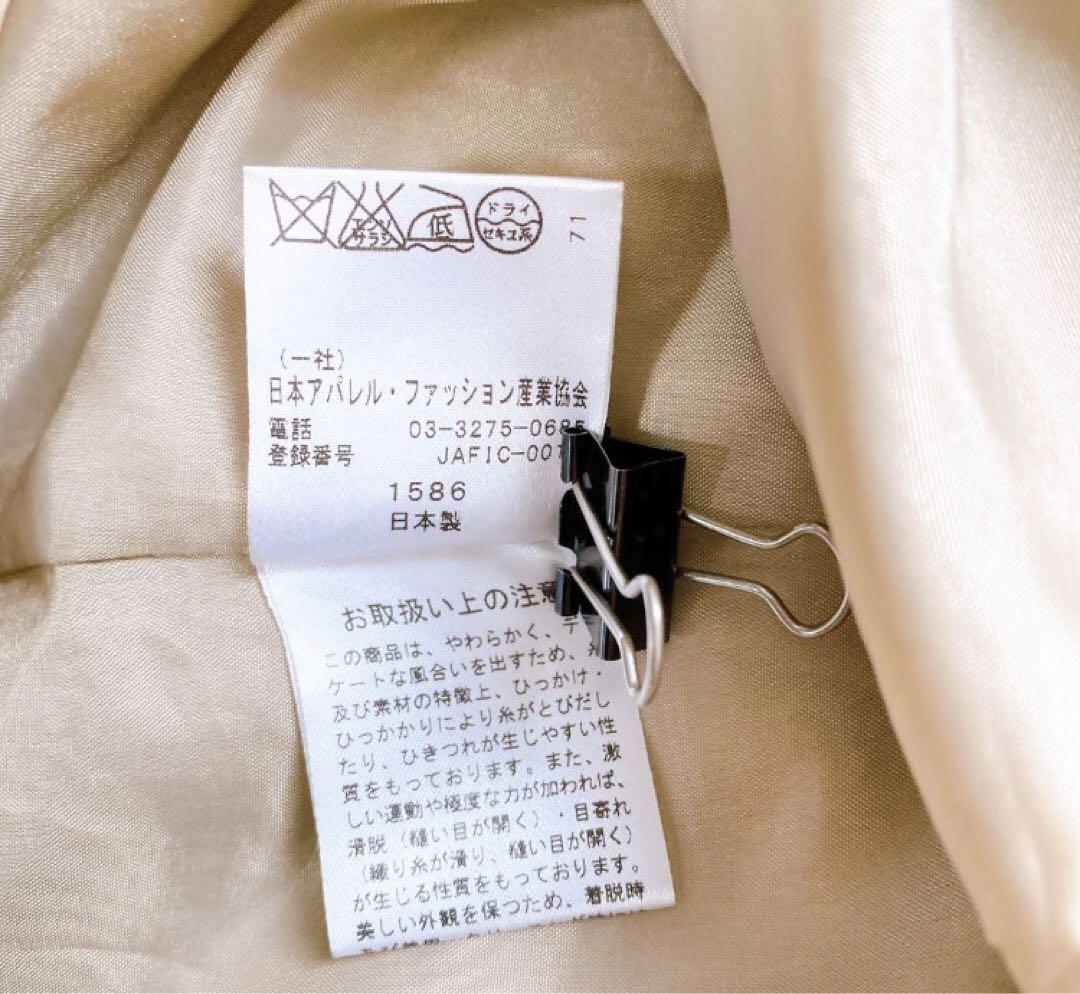 エンソ
サラシ
低
ドライ
セキユ系
71
（一社）
日本アパレル・ファッション産業協会
電話 03-3275-068
登録番号 JAFIC-00
1586
日本製
お取扱い上の注意
この商品は、やわらかく、デ
ケートな風合いを出すため、
及び素材の特徴上、ひっかけ・
ひっかかりにより糸がとびだし
たり、ひきつれが生じやすい性
質をもっております。また、激
しい運動や極度な力が加われば、
滑脱（縫い目が開く）・目寄れ
（織り糸が滑り、縫い目が開く）
が生じる性質をもっております。
美しい外観を保つため、着脱時